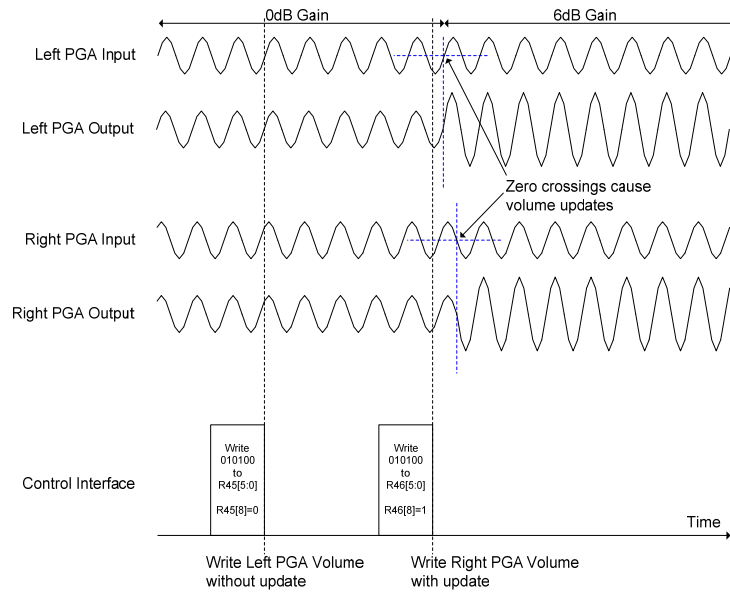 0dB Gain
6dB Gain
Left PGA Input
Left PGA Output
Zero crossings cause
volume updates
Right PGA Input
Right PGA Output
Write
010100
to
R45[5:0]
R45[8]=0
Write
010100
to
R46[5:0]
R46[8]=1
Control Interface
Time
Write Left PGA Volume
without update
Write Right PGA Volume
with update